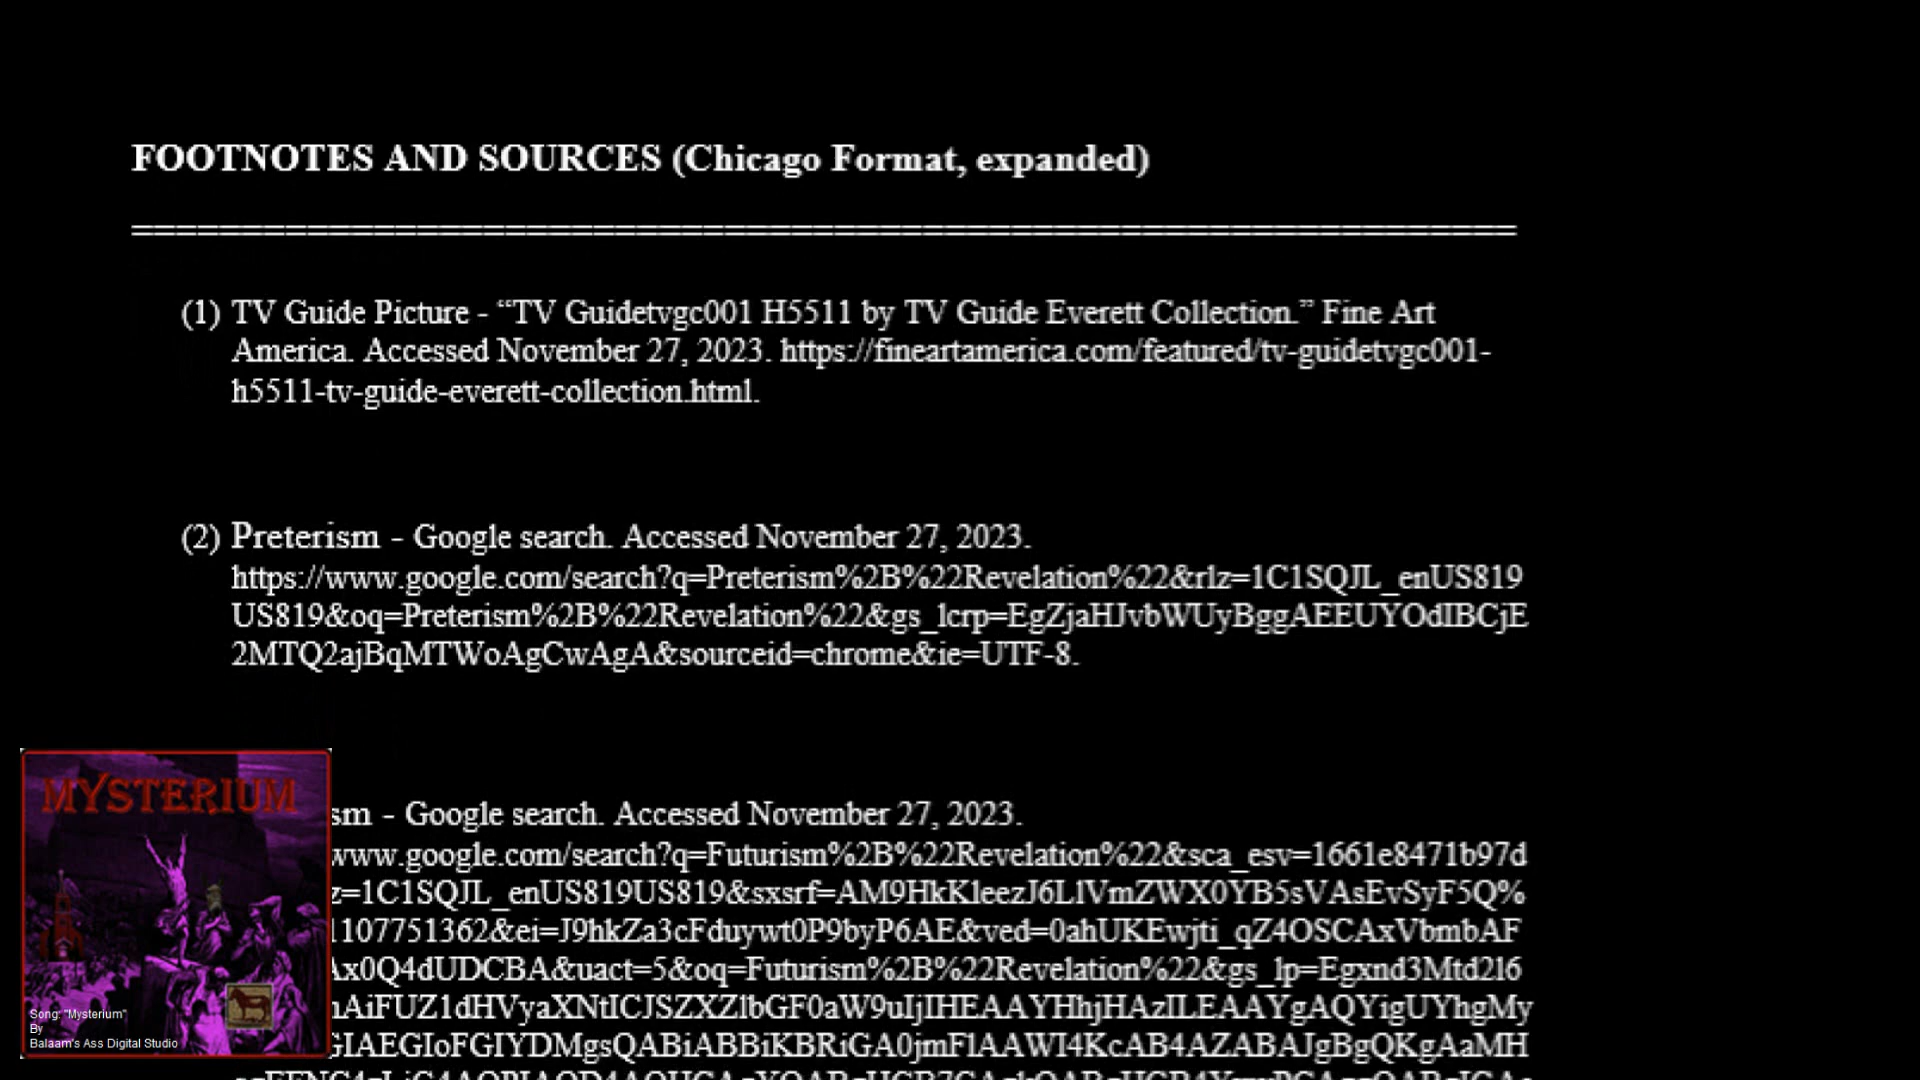 FOOTNOTES AND SOURCES (Chicago Format, expanded)
================================================================
(1) TV Guide Picture - “TV Guidetvgc001 H5511 by TV Guide Everett Collection.” Fine Art
America. Accessed November 27, 2023. https://fineartamerica.com/featured/tv-guidetvgc001-
h5511-tv-guide-everett-collection.html.
(2) Preterism – Google search. Accessed November 27, 2023.
https://www.google.com/search?q=Preterism%2B%22Revelation%22&rlz=1C1SQJL_enUS819
US819&oq=Preterism%2B%22Revelation%22&gs_lcrp=EgZjaHJvbWUyBggAEEUYOdIBCjE
2MTQ2ajBqMTWoAgCwAgA&sourceid=chrome&ie=UTF-8.
sm – Google search. Accessed November 27, 2023.
www.google.com/search?q=Futurism%2B%22Revelation%22&sca_esv=1661e8471b97d
z=1C1SQJL_enUS819US819&sxsrf=AM9HkKleezJ6LlVmZWX0YB5sVAsEvSyF5Q%
1107751362&ei=J9hkZa3cFduywt0P9byP6AE&ved=0ahUKEwjti_qZ4OSCAxVbmbAF
Ax0Q4dUDCBA&uact=5&oq=Futurism%2B%22Revelation%22&gs_lp=Egxnd3Mtd2l6
nAiFUZ1dHVyaXNtICJSZXZlbGF0aW9uIjIHEAAYHhjHAzILEAAYgAQYigUYhgMy
GIAEGIoFGIYDMgsQABiABBiKBRiGA0jmFlAAWI4KcAB4AZABAJgBgQKgAaMH
MYSTERIUM
Song: "Mysterium"
By
Balaam's Ass Digital Studio